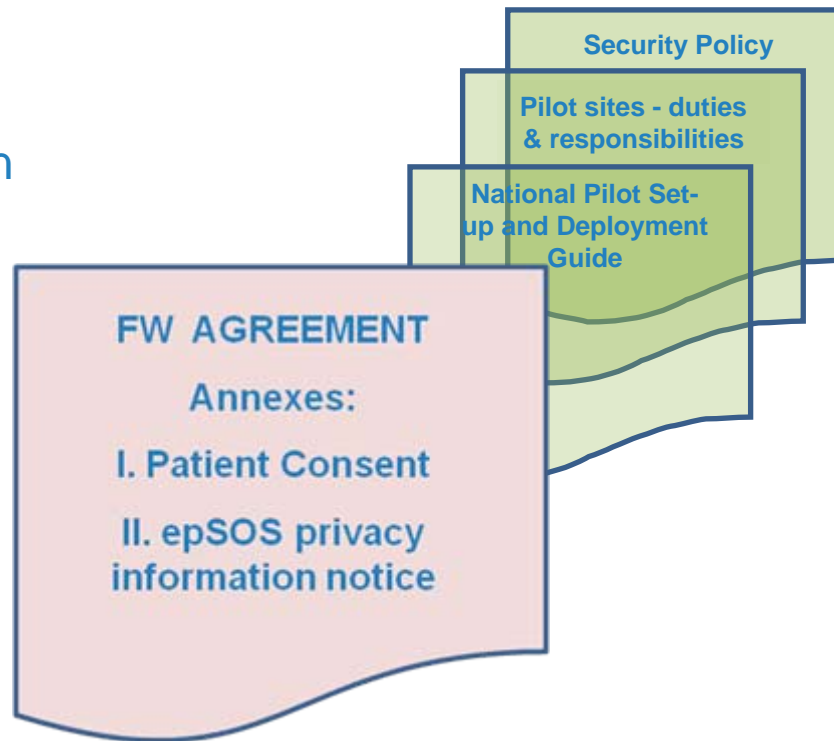 Security Policy
Pilot sites - duties
& responsibilities
National Pilot Set-
up and Deployment
Guide
FW AGREEMENT
Annexes:
I. Patient Consent
II. epSOS privacy
information notice